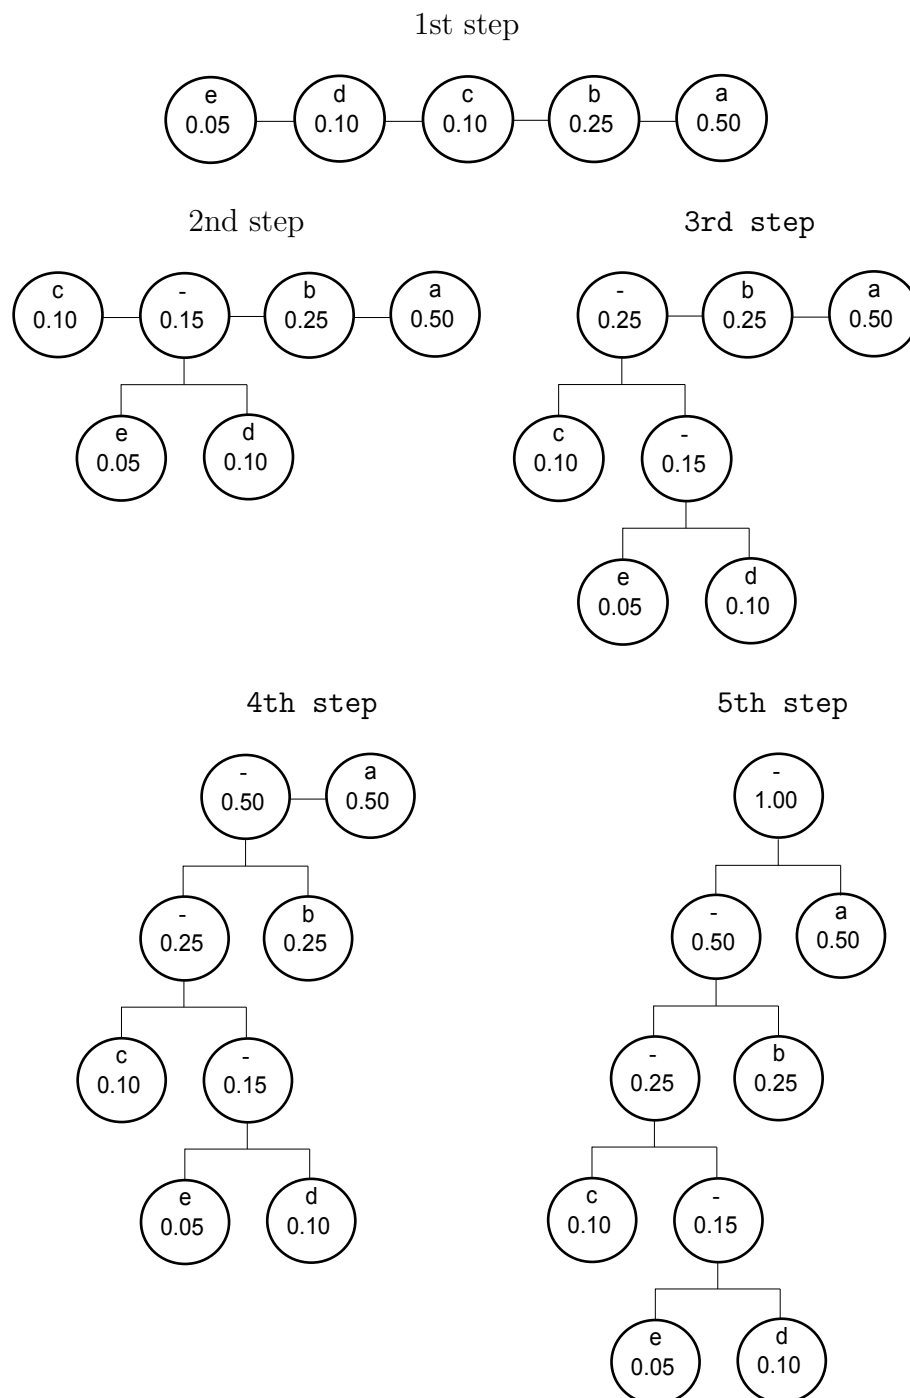 1st step
e d c b a
0.05 0.10 0.10 0.25 0.50
2nd step
c - b a
0.10 0.15 0.25 0.50
e d
0.05 0.10
3rd step
- b a
0.25 0.25 0.50
c -
0.10 0.15
e d
0.05 0.10
4th step
- a
0.50 0.50
- b
0.25 0.25
c -
0.10 0.15
e d
0.05 0.10
5th step
-
1.00
- a
0.50 0.50
- b
0.25 0.25
c -
0.10 0.15
e d
0.05 0.10